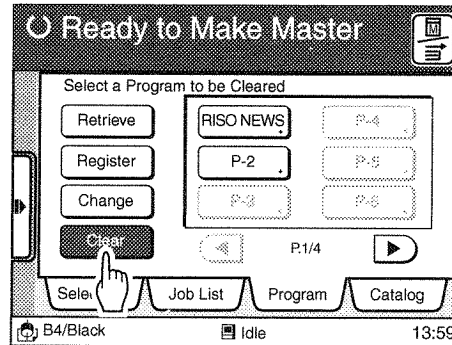 Ready to Make Master
M
Select a Program to be Cleared
Retrieve
RISO NEWS
P-4
Register
P-2
P-5
Change
P-3
P-6
Clear
P.1/4
Job List
Program
Catalog
B4/Black
Idle
13:59